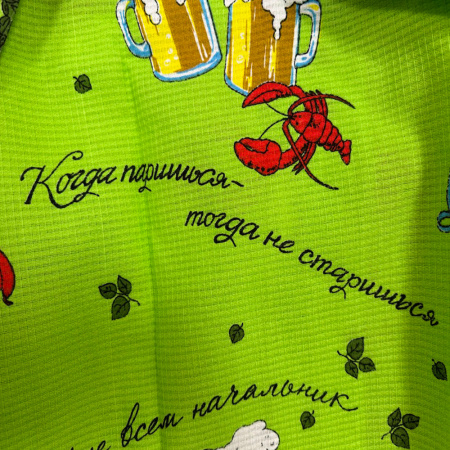 Когда паришься-
тогда не старишься
всем начальник